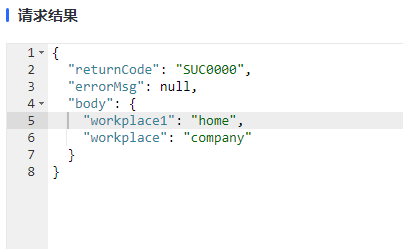 请求结果
1 {
2 "returnCode": "SUC0000",
3 "errorMsg": null,
4 "body": {
5 "workplace1": "home",
6 "workplace": "company"
7 }
8 }